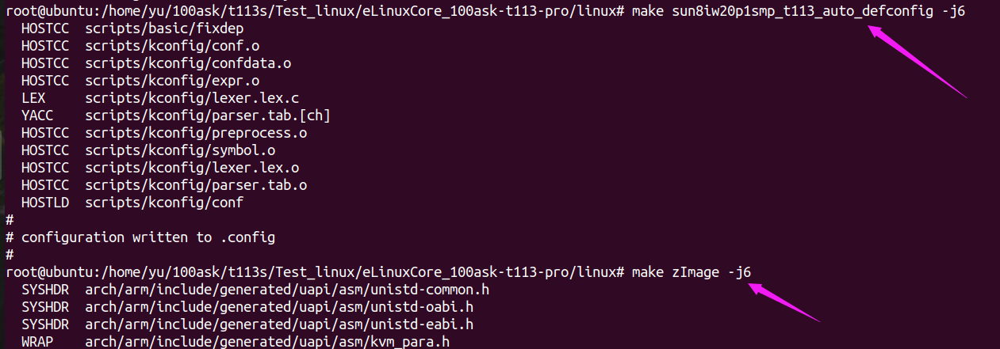 root@ubuntu:/home/yu/100ask/t113s/Test_linux/eLinuxCore_100ask-t113-pro/linux# make sun8iw20p1smp_t113_auto_defconfig -j6
HOSTCC scripts/basic/fixdep
HOSTCC scripts/kconfig/conf.o
HOSTCC scripts/kconfig/confdata.o
HOSTCC scripts/kconfig/expr.o
LEX scripts/kconfig/lexer.lex.c
YACC scripts/kconfig/parser.tab.[ch]
HOSTCC scripts/kconfig/preprocess.o
HOSTCC scripts/kconfig/symbol.o
HOSTCC scripts/kconfig/lexer.lex.o
HOSTCC scripts/kconfig/parser.tab.o
HOSTLD scripts/kconfig/conf
#
# configuration written to .config
#
root@ubuntu:/home/yu/100ask/t113s/Test_linux/eLinuxCore_100ask-t113-pro/linux# make zImage -j6
SYSHDR arch/arm/include/generated/uapi/asm/unistd-common.h
SYSHDR arch/arm/include/generated/uapi/asm/unistd-oabi.h
SYSHDR arch/arm/include/generated/uapi/asm/unistd-eabi.h
WRAP arch/arm/include/generated/uapi/asm/kvm_para.h